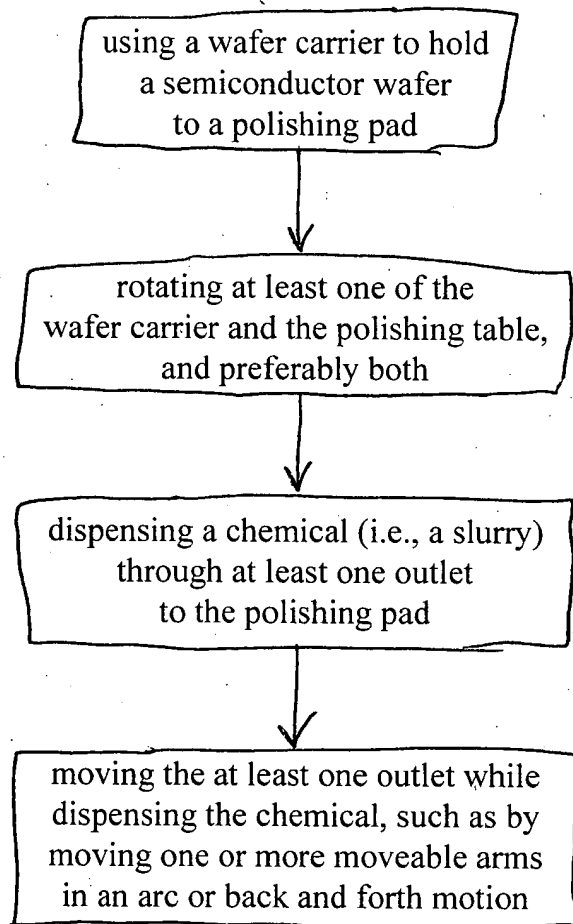 using a wafer carrier to hold
a semiconductor wafer
to a polishing pad
rotating at least one of the
wafer carrier and the polishing table,
and preferably both
dispensing a chemical (i.e., a slurry)
through at least one outlet
to the polishing pad
moving the at least one outlet while
dispensing the chemical, such as by
moving one or more moveable arms
in an arc or back and forth motion